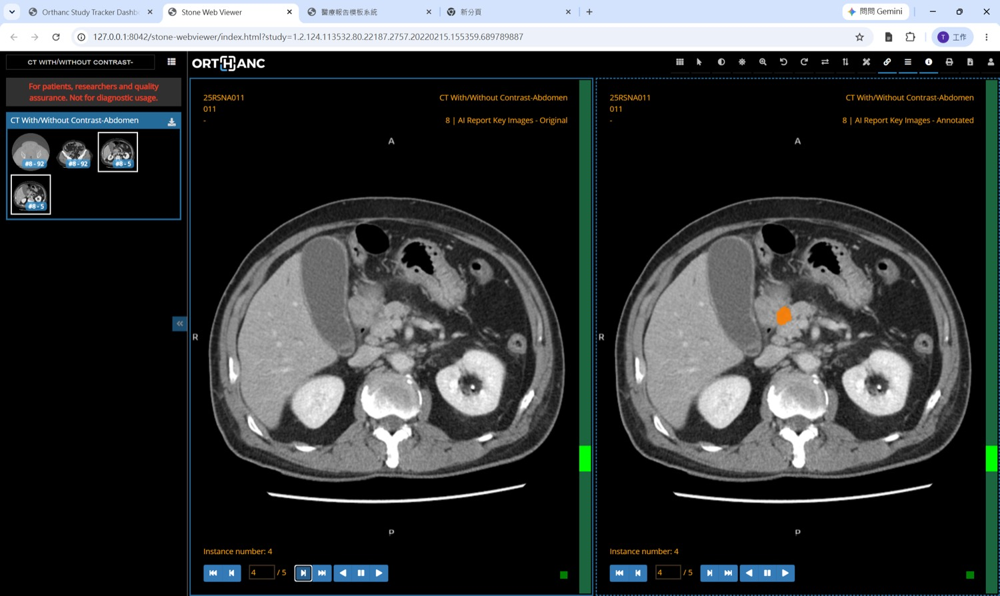 Orthanc Study Tracker Dashb
Stone Web Viewer
醫療報告模板系統
新分頁
問問 Gemini
127.0.0.1:8042/stone-webviewer/index.html?study=1.2.124.113532.80.22187.2757.20220215.155359.689789887
T 工作
CT WITH/WITHOUT CONTRAST-
ORTHANC
For patients, researchers and quality
assurance. Not for diagnostic usage.
CT With/Without Contrast-Abdomen
#8 - 92
#8 - 92
#8 - 5
#8 - 5
25RSNA011
011
-
CT With/Without Contrast-Abdomen
8 | AI Report Key Images - Original
A
R
P
Instance number: 4
4 / 5
25RSNA011
011
-
CT With/Without Contrast-Abdomen
8 | AI Report Key Images - Annotated
A
R
P
Instance number: 4
4 / 5